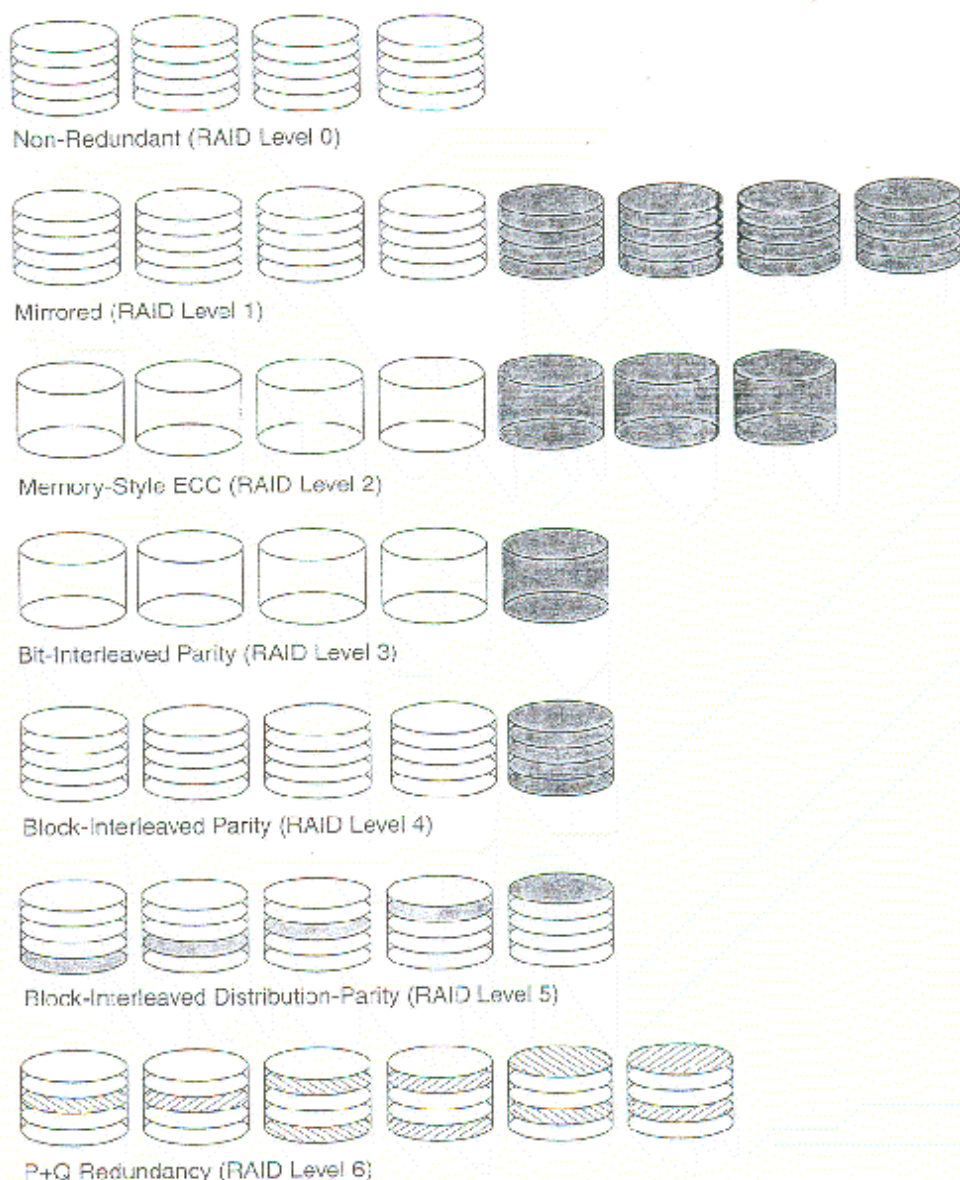 Non-Redundant (RAID Level 0)
Mirrored (RAID Level 1)
Memory-Style ECC (RAID Level 2)
Bit-Interleaved Parity (RAID Level 3)
Block-Interleaved Parity (RAID Level 4)
Block-Interleaved Distribution-Parity (RAID Level 5)
P+Q Redundancy (RAID Level 6)